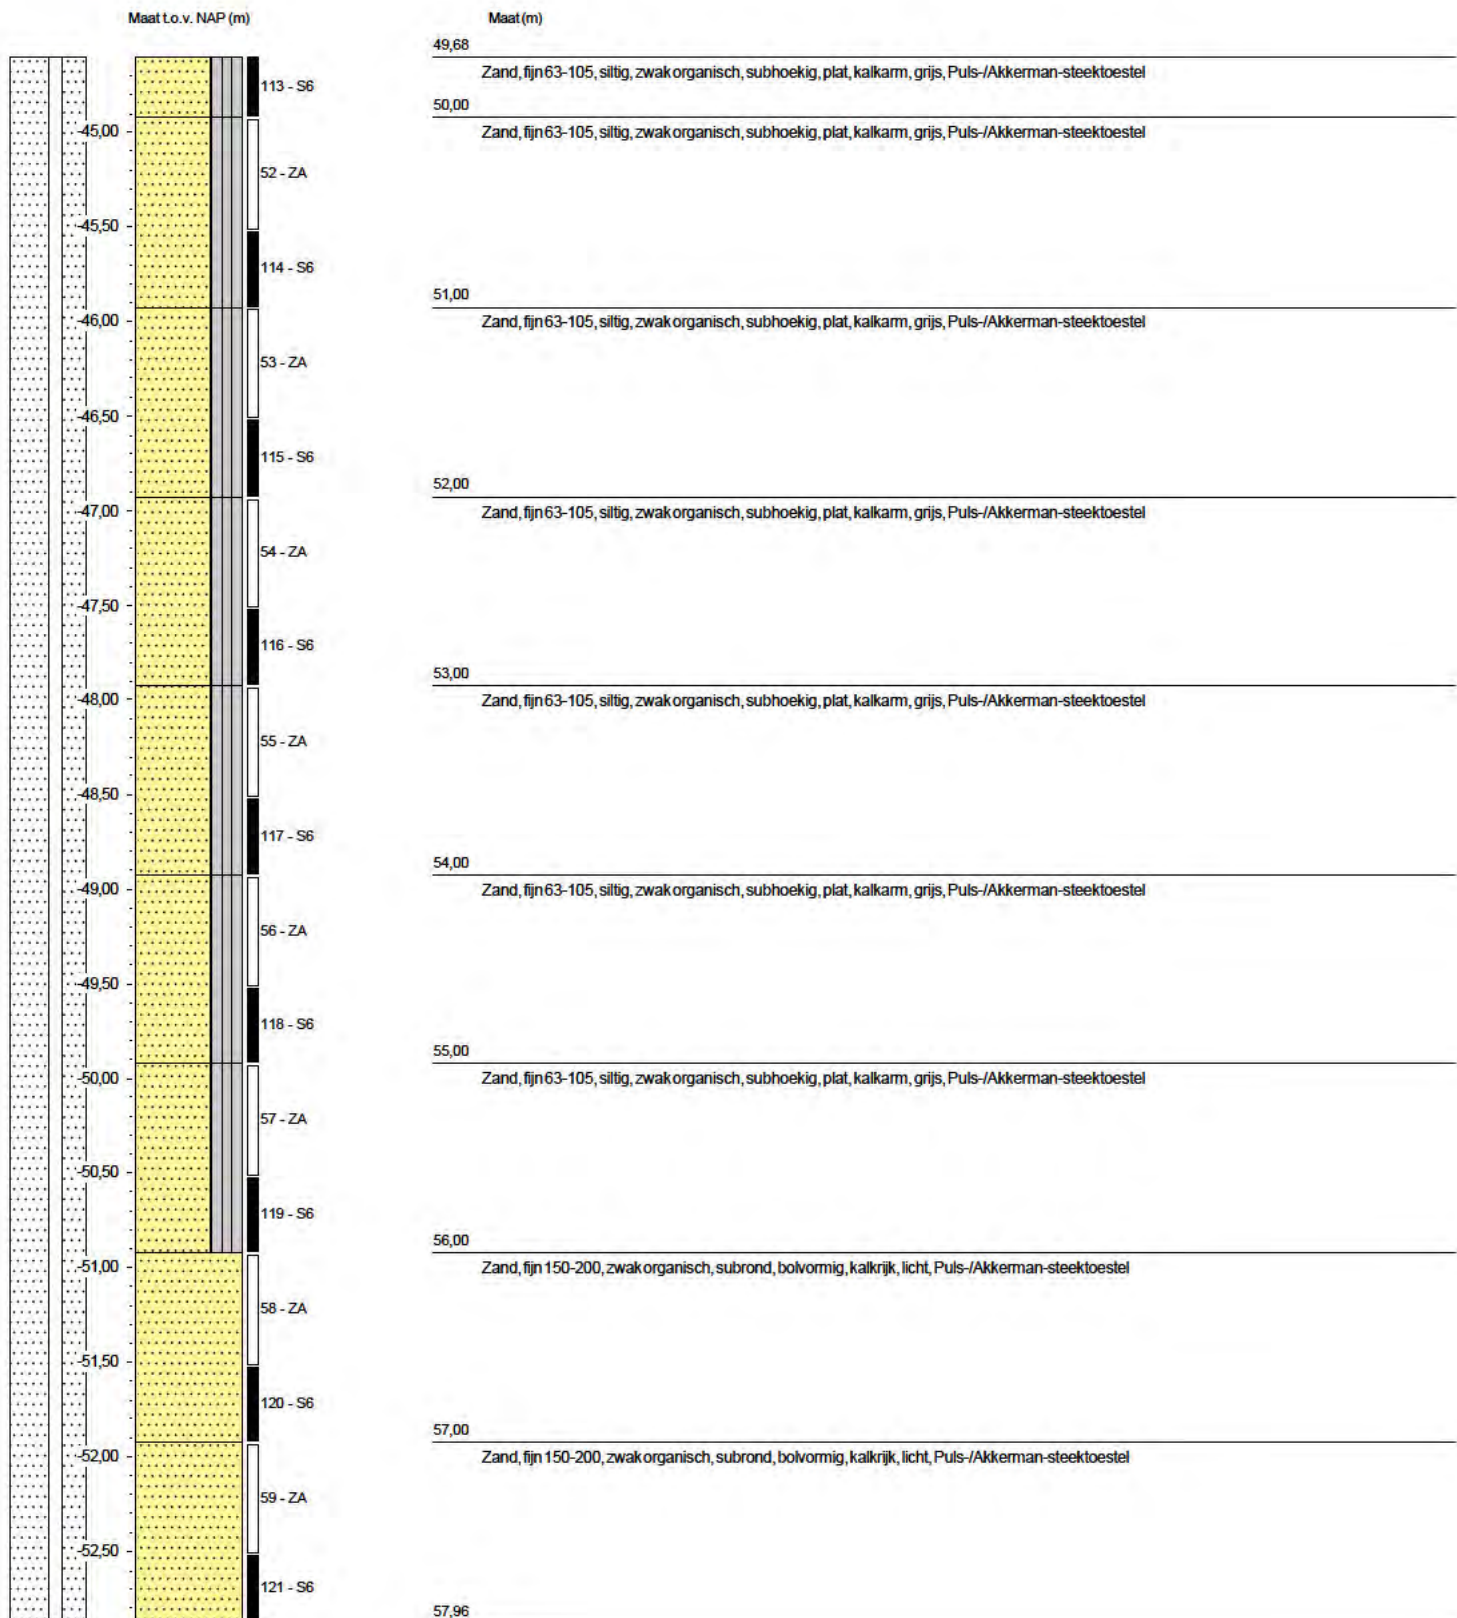 Maat t.o.v. NAP (m) Maat (m)
49,68
Zand, fijn 63-105, siltig, zwak organisch, subhoekig, plat, kalkarm, grijs, Puls-/Akkerman-steektoestel
113 - S6
50,00
-45,00 Zand, fijn 63-105, siltig, zwak organisch, subhoekig, plat, kalkarm, grijs, Puls-/Akkerman-steektoestel
52 - ZA
-45,50
114 - S6
51,00
-46,00 Zand, fijn 63-105, siltig, zwak organisch, subhoekig, plat, kalkarm, grijs, Puls-/Akkerman-steektoestel
53 - ZA
-46,50
115 - S6
52,00
-47,00 Zand, fijn 63-105, siltig, zwak organisch, subhoekig, plat, kalkarm, grijs, Puls-/Akkerman-steektoestel
54 - ZA
-47,50
116 - S6
53,00
-48,00 Zand, fijn 63-105, siltig, zwak organisch, subhoekig, plat, kalkarm, grijs, Puls-/Akkerman-steektoestel
55 - ZA
-48,50
117 - S6
54,00
-49,00 Zand, fijn 63-105, siltig, zwak organisch, subhoekig, plat, kalkarm, grijs, Puls-/Akkerman-steektoestel
56 - ZA
-49,50
118 - S6
55,00
-50,00 Zand, fijn 63-105, siltig, zwak organisch, subhoekig, plat, kalkarm, grijs, Puls-/Akkerman-steektoestel
57 - ZA
-50,50
119 - S6
56,00
-51,00 Zand, fijn 150-200, zwak organisch, subrond, bolvormig, kalkrijk, licht, Puls-/Akkerman-steektoestel
58 - ZA
-51,50
120 - S6
57,00
-52,00 Zand, fijn 150-200, zwak organisch, subrond, bolvormig, kalkrijk, licht, Puls-/Akkerman-steektoestel
59 - ZA
-52,50
121 - S6
57,96